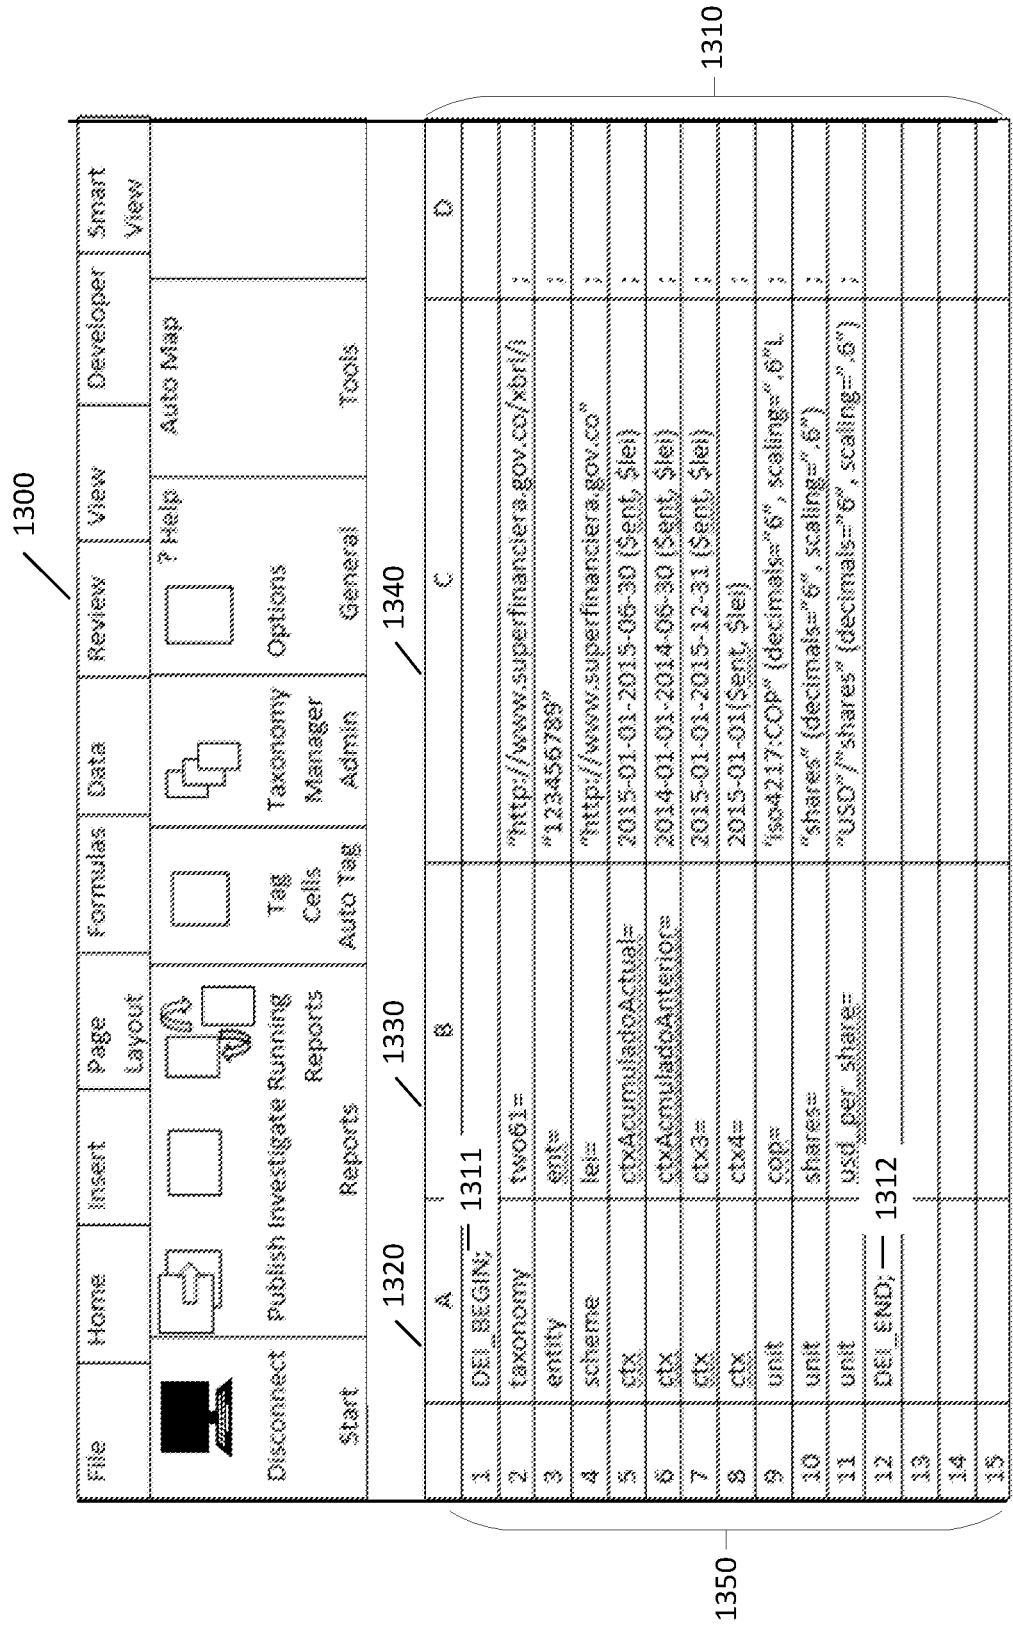 1300
File Home Insert Page Layout Formulas Data Review View Developer Smart View
Disconnect
Start
Publish Investigate Running Reports
Reports
Tag Cells
Auto Tag
Taxonomy Manager
Admin
? Help
Options
General
Auto Map
Tools
1320 1330 1340
A B C D
1 DEI_BEGIN; 1311
2 taxonomy two61= "http://www.superfinanciera.gov.co/xbrl/i ;
3 entity ent= "123456789" ;
4 scheme lei= "http://www.superfinanciera.gov.co" ;
5 ctx ctxAcumuladoActual= 2015-01-01-2015-06-30 ($ent, $lei) ;
6 ctx ctxAcmuladoAnterior= 2014-01-01-2014-06-30 ($ent, $lei) ;
7 ctx ctx3= 2015-01-01-2015-12-31 ($ent, $lei) ;
8 ctx ctx4= 2015-01-01($ent, $lei) ;
9 unit cop= "iso4217:COP" (decimals="6", scaling=".6"L ;
10 unit shares= "shares" (decimals="6", scaling=".6") ;
11 unit usd_per_share= "USD"/"shares" (decimals="6", scaling=".6") ;
12 DEI_END; 1312
13
14
15
1350
1310